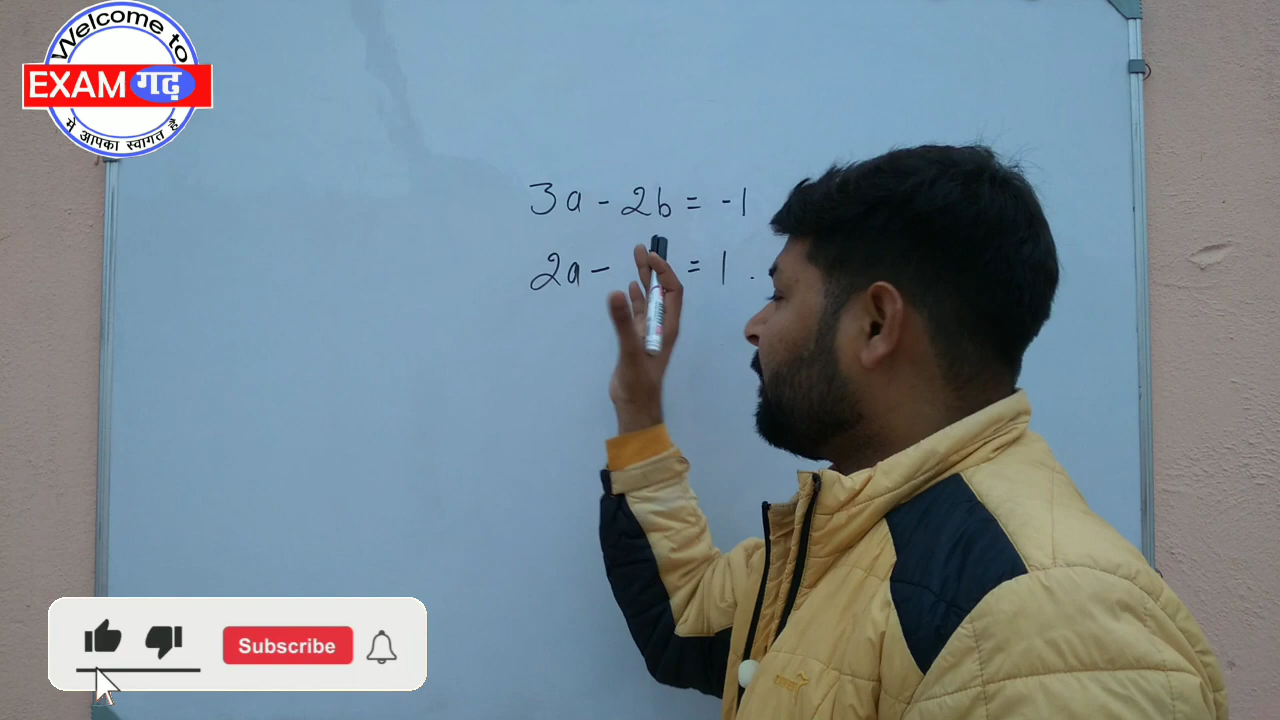 Welcome to
EXAM गढ़
मे आपका स्वागत है
3a - 2b = -1
2a - = 1 .
Subscribe